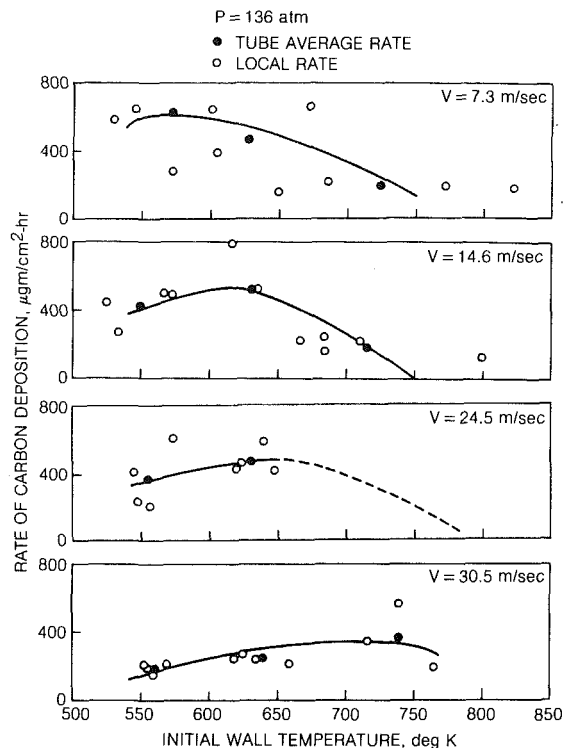 P = 136 atm
● TUBE AVERAGE RATE
○ LOCAL RATE
RATE OF CARBON DEPOSITION, μgm/cm²-hr
800
400
0
V = 7.3 m/sec
800
400
0
V = 14.6 m/sec
800
400
0
V = 24.5 m/sec
800
400
0
V = 30.5 m/sec
500 550 600 650 700 750 800 850
INITIAL WALL TEMPERATURE, deg K